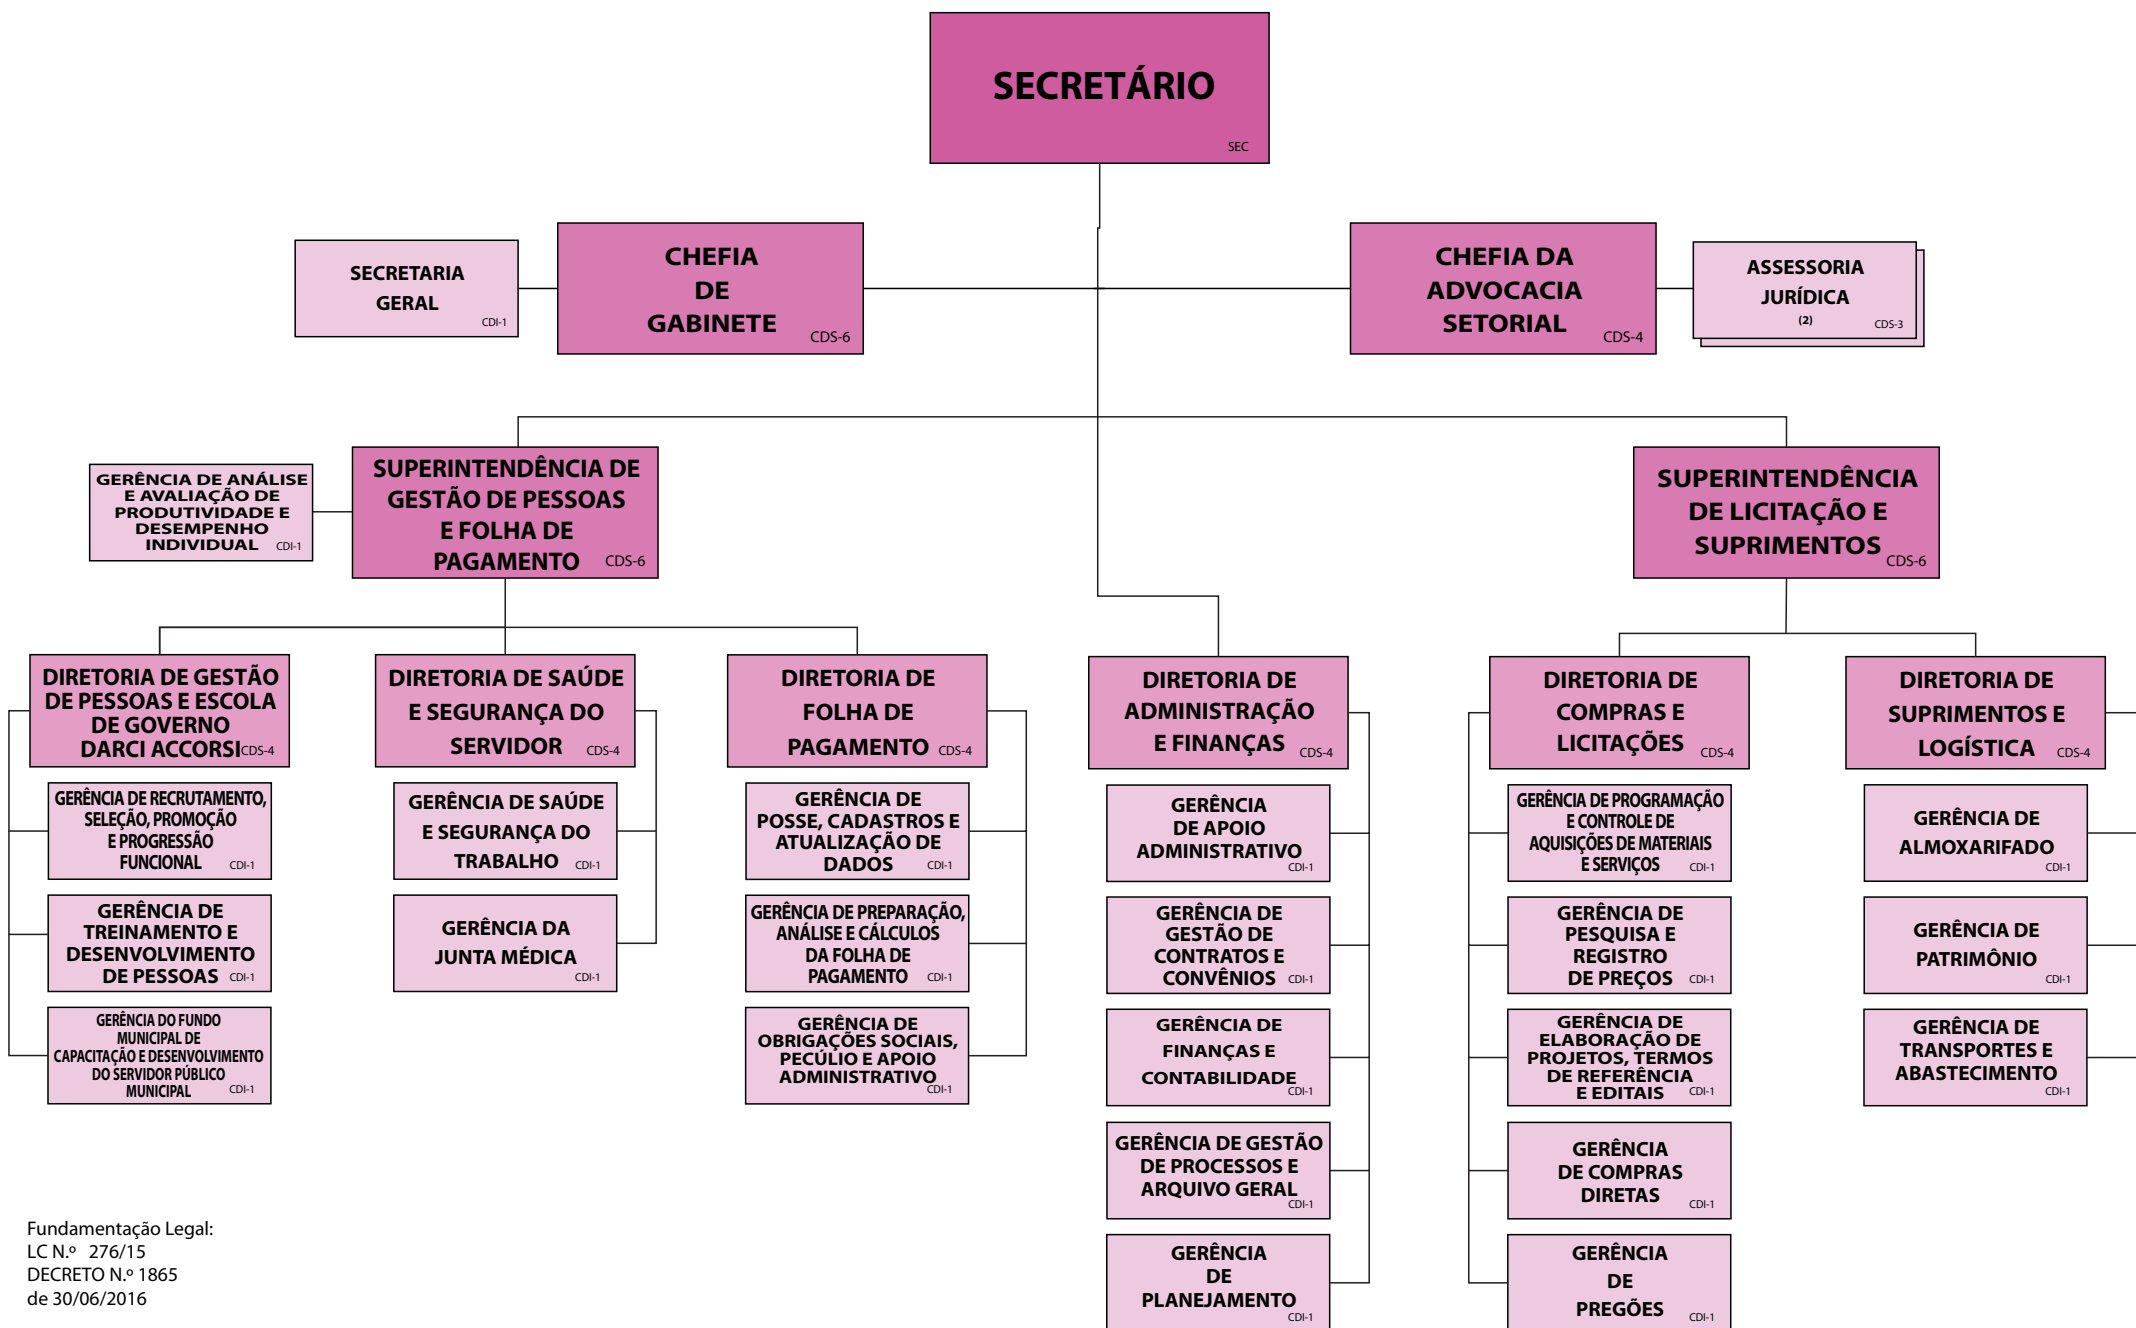 SECRETÁRIO
SEC
SECRETARIA
GERAL
CDI-1
CHEFIA
DE
GABINETE
CDS-6
CHEFIA DA
ADVOCACIA
SETORIAL
CDS-4
ASSESSORIA
JURÍDICA
(2)
CDS-3
GERÊNCIA DE ANÁLISE
E AVALIAÇÃO DE
PRODUTIVIDADE E
DESEMPENHO
INDIVIDUAL CDI-1
SUPERINTENDÊNCIA DE
GESTÃO DE PESSOAS
E FOLHA DE
PAGAMENTO CDS-6
SUPERINTENDÊNCIA
DE LICITAÇÃO E
SUPRIMENTOS
CDS-6
DIRETORIA DE GESTÃO
DE PESSOAS E ESCOLA
DE GOVERNO
DARCI ACCORSI CDS-4
GERÊNCIA DE RECRUTAMENTO,
SELEÇÃO, PROMOÇÃO
E PROGRESSÃO
FUNCIONAL CDI-1
GERÊNCIA DE
TREINAMENTO E
DESENVOLVIMENTO
DE PESSOAS CDI-1
GERÊNCIA DO FUNDO
MUNICIPAL DE
CAPACITAÇÃO E DESENVOLVIMENTO
DO SERVIDOR PÚBLICO
MUNICIPAL CDI-1
DIRETORIA DE SAÚDE
E SEGURANÇA DO
SERVIDOR CDS-4
GERÊNCIA DE SAÚDE
E SEGURANÇA DO
TRABALHO CDI-1
GERÊNCIA DA
JUNTA MÉDICA
CDI-1
DIRETORIA DE
FOLHA DE
PAGAMENTO CDS-4
GERÊNCIA DE
POSSE, CADASTROS E
ATUALIZAÇÃO DE
DADOS CDI-1
GERÊNCIA DE PREPARAÇÃO,
ANÁLISE E CÁLCULOS
DA FOLHA DE
PAGAMENTO CDI-1
GERÊNCIA DE
OBRIGAÇÕES SOCIAIS,
PECÚLIO E APOIO
ADMINISTRATIVO
CDI-1
DIRETORIA DE
ADMINISTRAÇÃO
E FINANÇAS CDS-4
GERÊNCIA
DE APOIO
ADMINISTRATIVO
CDI-1
GERÊNCIA DE
GESTÃO DE
CONTRATOS E
CONVÊNIOS CDI-1
GERÊNCIA DE
FINANÇAS E
CONTABILIDADE
CDI-1
GERÊNCIA DE GESTÃO
DE PROCESSOS E
ARQUIVO GERAL
CDI-1
GERÊNCIA
DE
PLANEJAMENTO
CDI-1
DIRETORIA DE
COMPRAS E
LICITAÇÕES CDS-4
GERÊNCIA DE PROGRAMAÇÃO
E CONTROLE DE
AQUISIÇÕES DE MATERIAIS
E SERVIÇOS CDI-1
GERÊNCIA DE
PESQUISA E
REGISTRO
DE PREÇOS CDI-1
GERÊNCIA DE
ELABORAÇÃO DE
PROJETOS, TERMOS
DE REFERÊNCIA
E EDITAIS CDI-1
GERÊNCIA
DE COMPRAS
DIRETAS
CDI-1
GERÊNCIA
DE
PREGÕES
CDI-1
DIRETORIA DE
SUPRIMENTOS E
LOGÍSTICA CDS-4
GERÊNCIA DE
ALMOXARIFADO
CDI-1
GERÊNCIA DE
PATRIMÔNIO
CDI-1
GERÊNCIA DE
TRANSPORTES E
ABASTECIMENTO
CDI-1
Fundamentação Legal:
LC N.º 276/15
DECRETO N.º 1865
de 30/06/2016